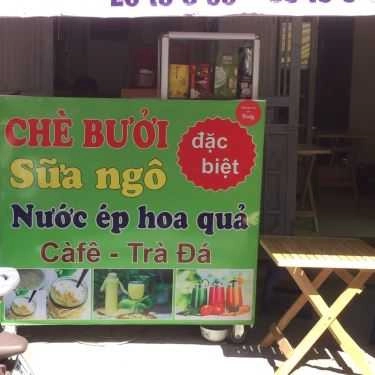 CHÈ BƯỞI
đặc biệt
Sữa ngô
Nước ép hoa quả
Càfê - Trà Đá